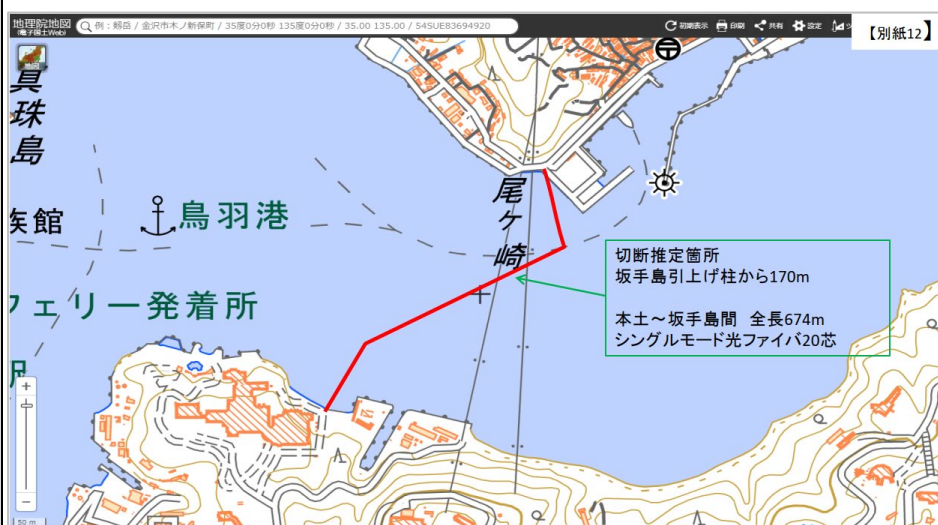 地理院地図
(電子国土Web)
例：剱岳 / 金沢市木ノ新保町 / 35度0分0秒 135度0分0秒 / 35.00 135.00 / 54SUE83694920
初期表示
印刷
共有
設定
ツ
【別紙12】
地図
真珠島
族館
鳥羽港
尾ケ崎
フェリー発着所
切断推定箇所
坂手島引上げ柱から170m
本土～坂手島間 全長674m
シングルモード光ファイバ20芯
+
-
50 m